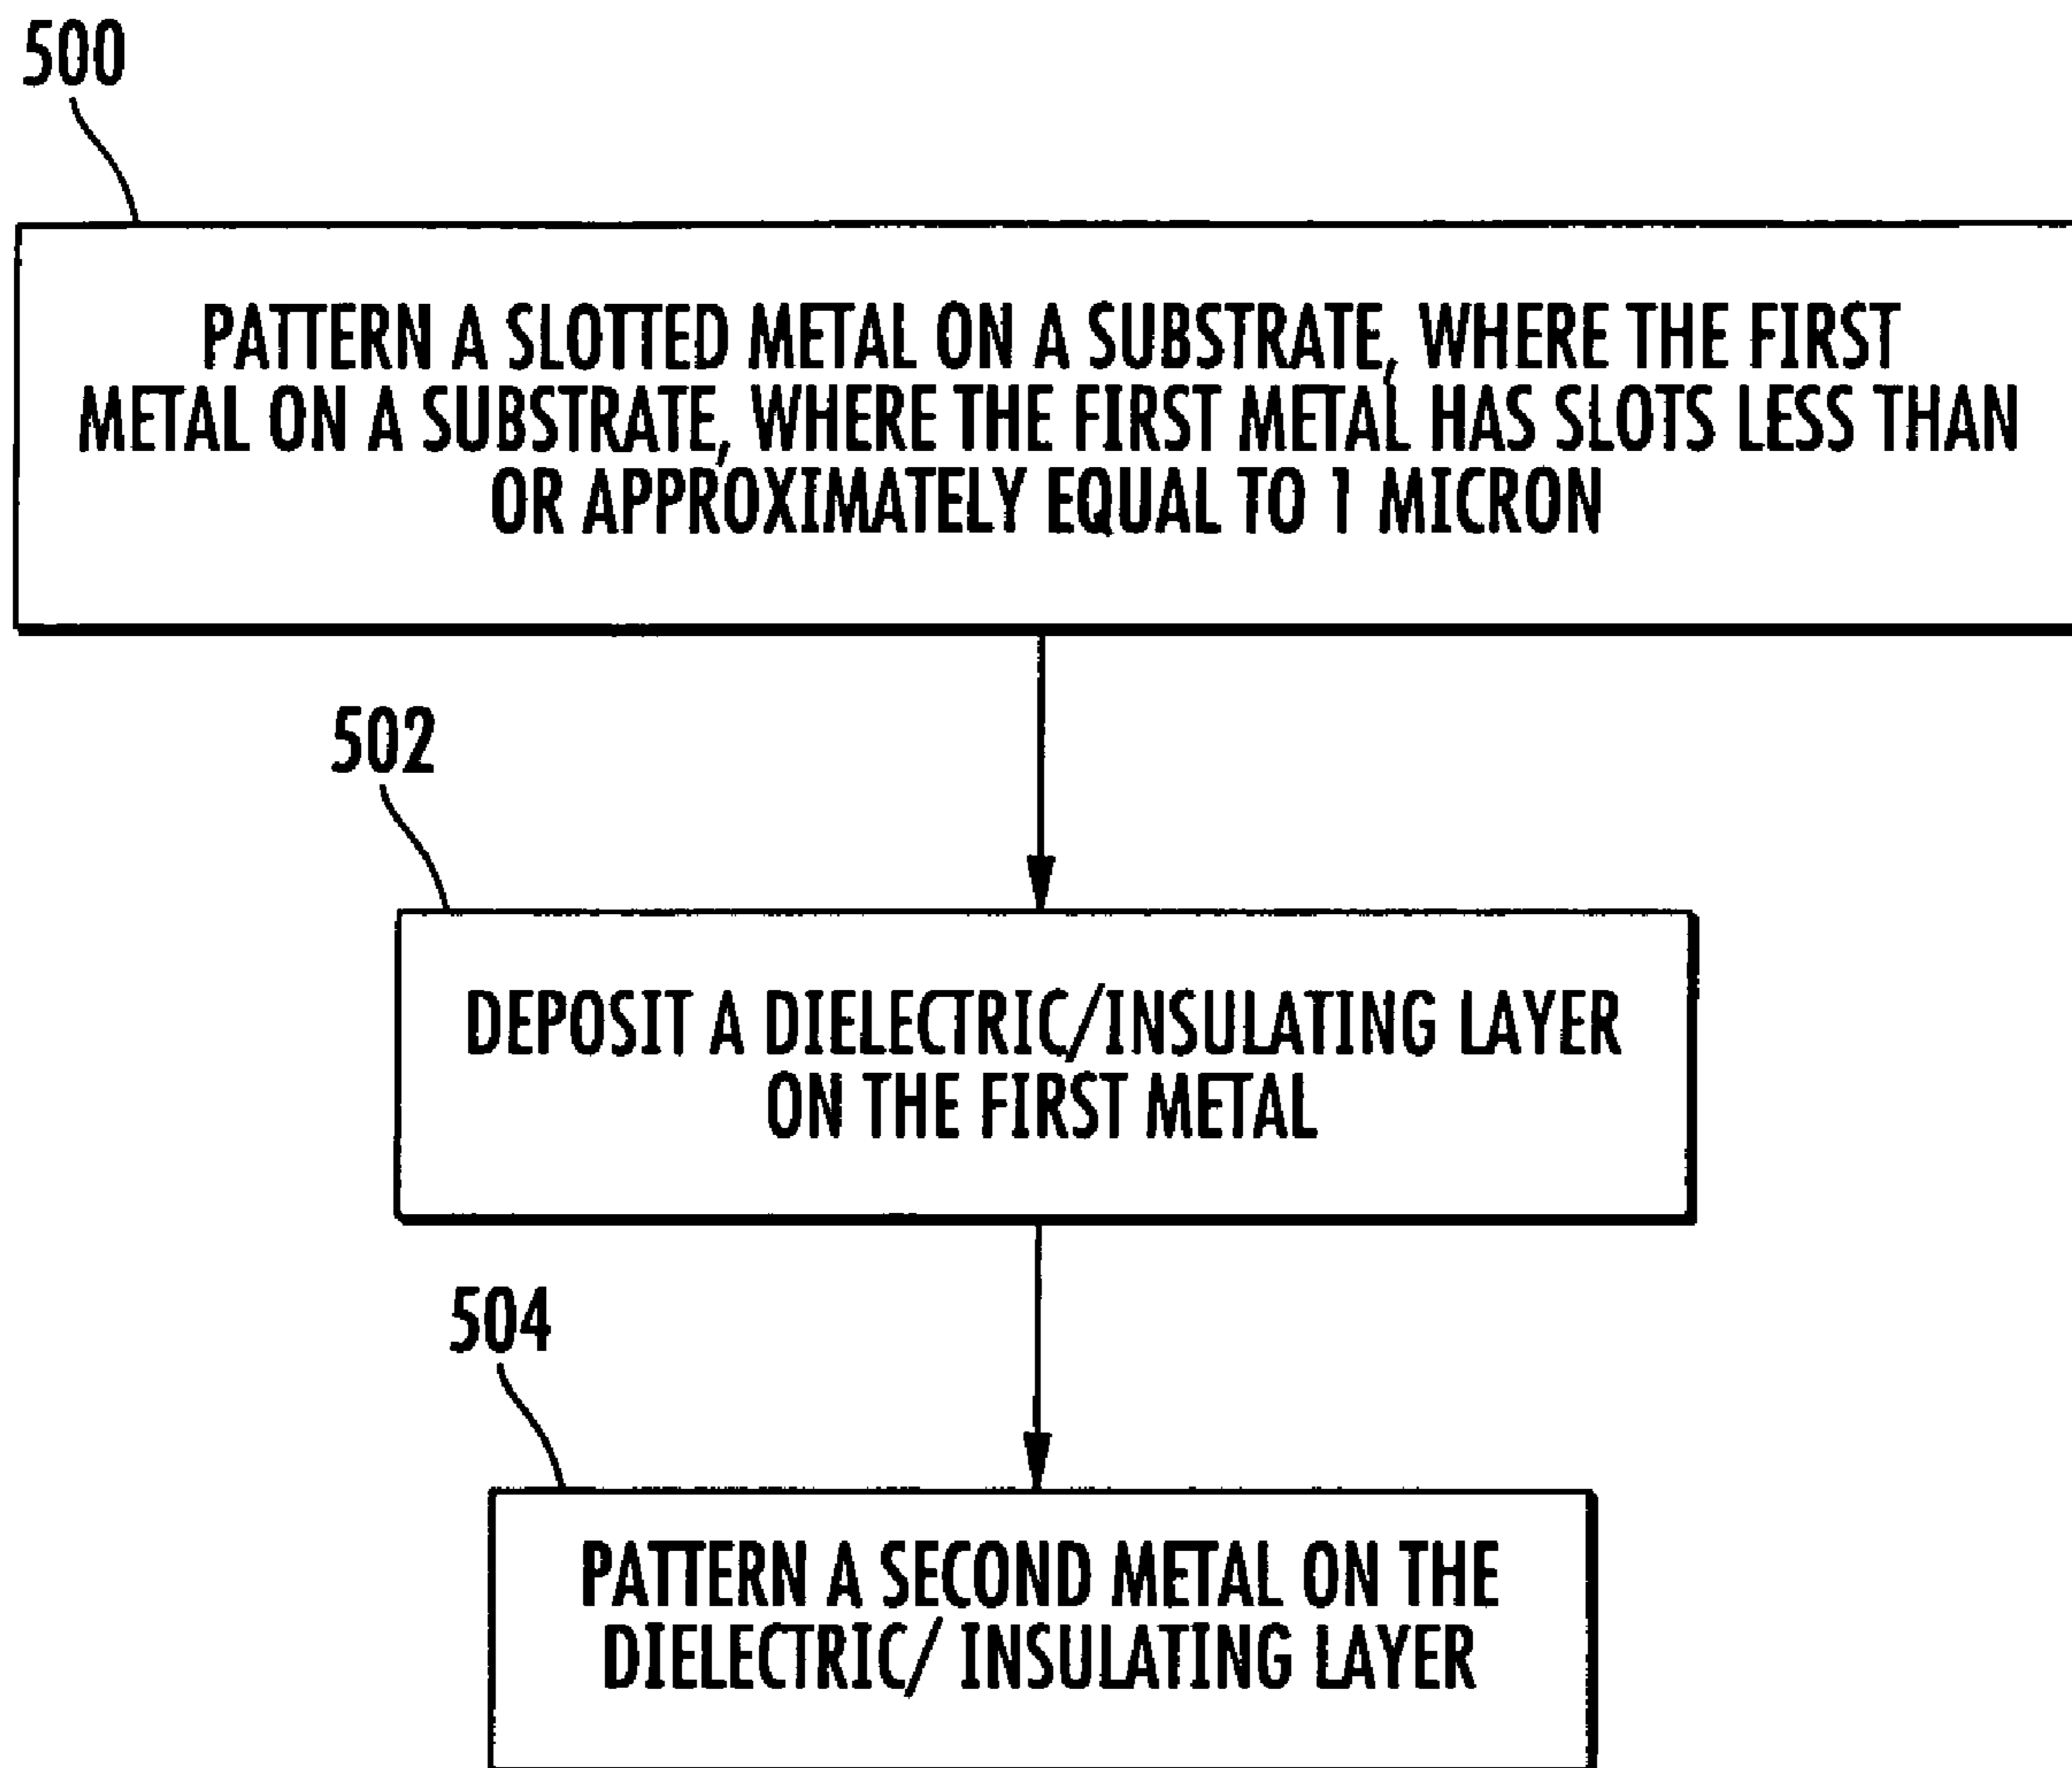 500
PATTERN A SLOTTED METAL ON A SUBSTRATE, WHERE THE FIRST
METAL ON A SUBSTRATE, WHERE THE FIRST METAL HAS SLOTS LESS THAN
OR APPROXIMATELY EQUAL TO 1 MICRON
502
DEPOSIT A DIELECTRIC/INSULATING LAYER
ON THE FIRST METAL
504
PATTERN A SECOND METAL ON THE
DIELECTRIC/ INSULATING LAYER